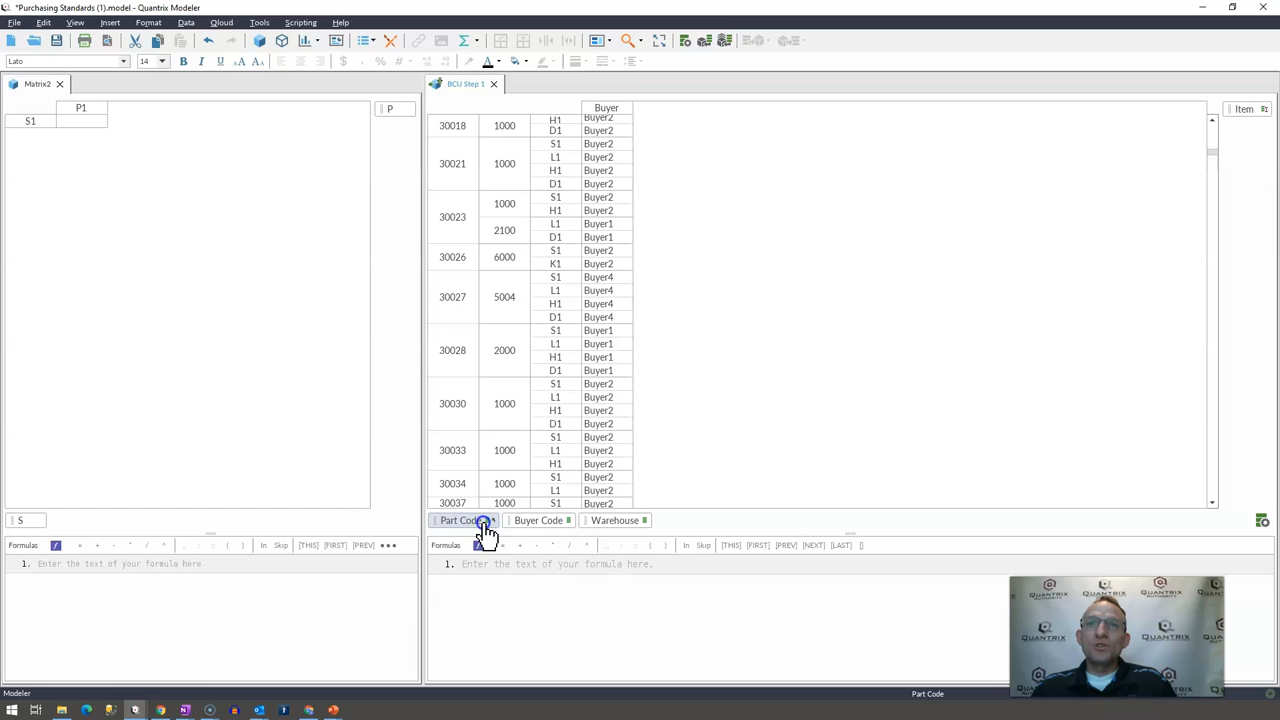 *Purchasing Standards (1).model - Quantrix Modeler
File Edit View Insert Format Data Qloud Tools Scripting Help
Lato 14 B I U
Matrix2
BCU Step 1
P1
S1
P
Buyer
Item
30018 1000 H1 Buyer2
D1 Buyer2
30021 1000 S1 Buyer2
L1 Buyer2
H1 Buyer2
D1 Buyer2
30023 1000 S1 Buyer2
H1 Buyer2
2100 L1 Buyer1
D1 Buyer1
30026 6000 S1 Buyer2
K1 Buyer2
30027 5004 S1 Buyer4
L1 Buyer4
H1 Buyer4
D1 Buyer4
30028 2000 S1 Buyer1
L1 Buyer1
H1 Buyer1
D1 Buyer1
30030 1000 S1 Buyer2
L1 Buyer2
H1 Buyer2
D1 Buyer2
30033 1000 S1 Buyer2
L1 Buyer2
H1 Buyer2
30034 1000 S1 Buyer2
L1 Buyer2
30037 1000 S1 Buyer2
S
Part Code Buyer Code Warehouse
Formulas f = + - * / ^ .. : :: ( ) In Skip [THIS] [FIRST] [PREV]
1. Enter the text of your formula here.
Formulas = + - * / ^ .. : :: ( ) In Skip [THIS] [FIRST] [PREV] [NEXT] [LAST] []
1. Enter the text of your formula here.
QUANTRIX
AUTHORITY
QUANTRIX
QUANTRIX
Modeler
Part Code